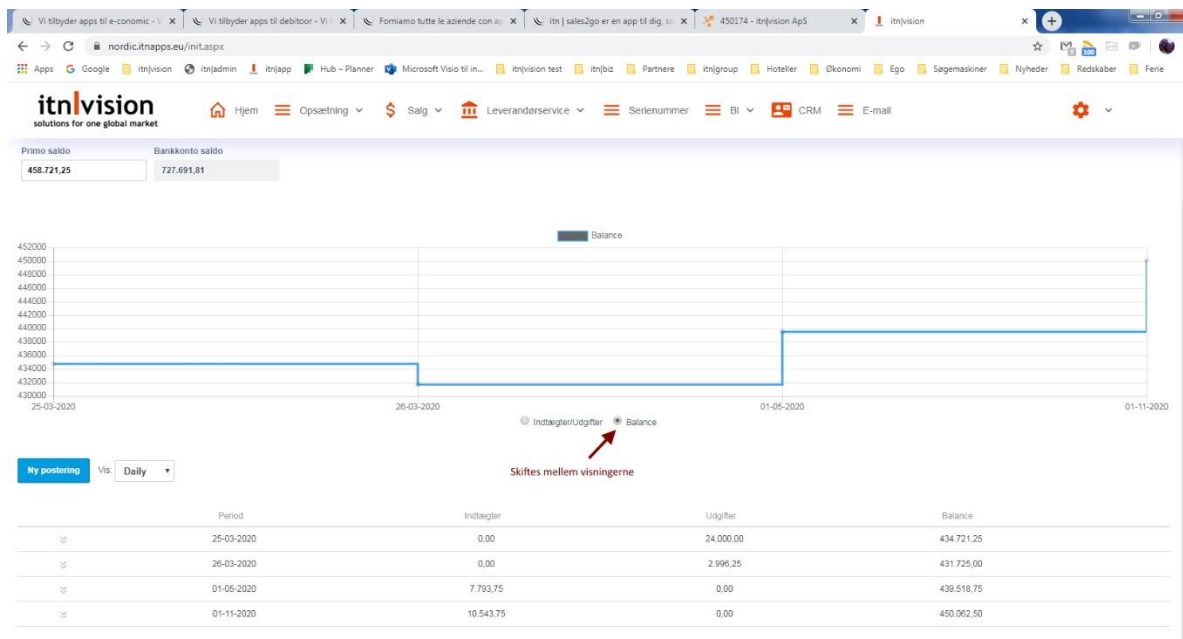 Vi tilbyder apps til e-conomic - V
Vi tilbyder apps til debitoor - Vi
Forniamo tutte le aziende con ap
itn | sales2go er en app til dig, so
450174 - itn|vision ApS
itn|vision
nordic.itnapps.eu/init.aspx
Apps Google itn|vision itn|admin itn|app Hub – Planner Microsoft Visio til in... itn|vision test itn|biz Partnere itn|group Hoteller Økonomi Ego Søgemaskiner Nyheder Redskaber Ferie
itn|vision
solutions for one global market
Hjem Opsætning Salg Leverandørservice Serienummer BI CRM E-mail
Primo saldo Bankkonto saldo
458.721,25 727.691,81
Balance
452000
450000
448000
446000
444000
442000
440000
438000
436000
434000
432000
430000
25-03-2020 26-03-2020 01-05-2020 01-11-2020
Indtægter/Udgifter Balance
Skiftes mellem visningerne
Ny postering Vis: Daily
Period Indtægter Udgifter Balance
25-03-2020 0,00 24.000,00 434.721,25
26-03-2020 0,00 2.996,25 431.725,00
01-05-2020 7.793,75 0,00 439.518,75
01-11-2020 10.543,75 0,00 450.062,50